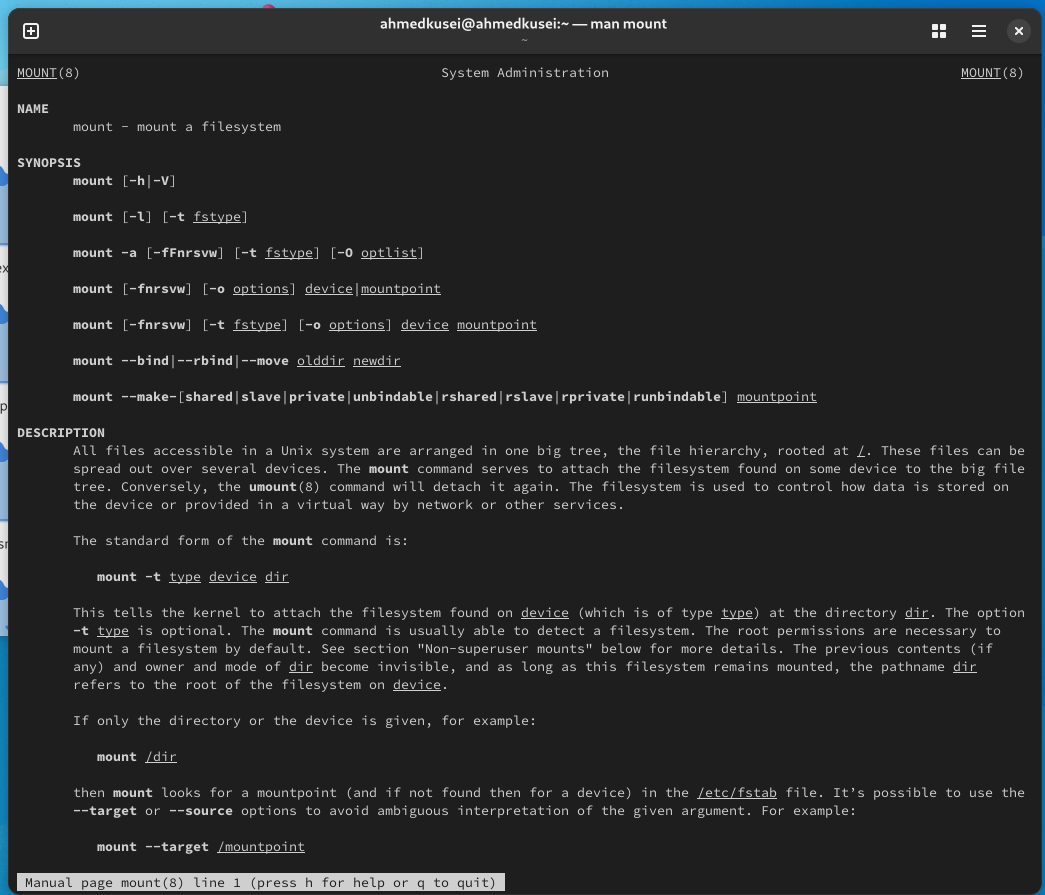 ahmedkusei@ahmedkusei:~ — man mount
~
MOUNT(8) System Administration MOUNT(8)
NAME
mount - mount a filesystem
SYNOPSIS
mount [-h|-V]
mount [-l] [-t fstype]
mount -a [-fFnrsvw] [-t fstype] [-O optlist]
mount [-fnrsvw] [-o options] device|mountpoint
mount [-fnrsvw] [-t fstype] [-o options] device mountpoint
mount --bind|--rbind|--move olddir newdir
mount --make-[shared|slave|private|unbindable|rshared|rslave|rprivate|runbindable] mountpoint
DESCRIPTION
All files accessible in a Unix system are arranged in one big tree, the file hierarchy, rooted at /. These files can be
spread out over several devices. The mount command serves to attach the filesystem found on some device to the big file
tree. Conversely, the umount(8) command will detach it again. The filesystem is used to control how data is stored on
the device or provided in a virtual way by network or other services.
The standard form of the mount command is:
mount -t type device dir
This tells the kernel to attach the filesystem found on device (which is of type type) at the directory dir. The option
-t type is optional. The mount command is usually able to detect a filesystem. The root permissions are necessary to
mount a filesystem by default. See section "Non-superuser mounts" below for more details. The previous contents (if
any) and owner and mode of dir become invisible, and as long as this filesystem remains mounted, the pathname dir
refers to the root of the filesystem on device.
If only the directory or the device is given, for example:
mount /dir
then mount looks for a mountpoint (and if not found then for a device) in the /etc/fstab file. It’s possible to use the
--target or --source options to avoid ambiguous interpretation of the given argument. For example:
mount --target /mountpoint
Manual page mount(8) line 1 (press h for help or q to quit)